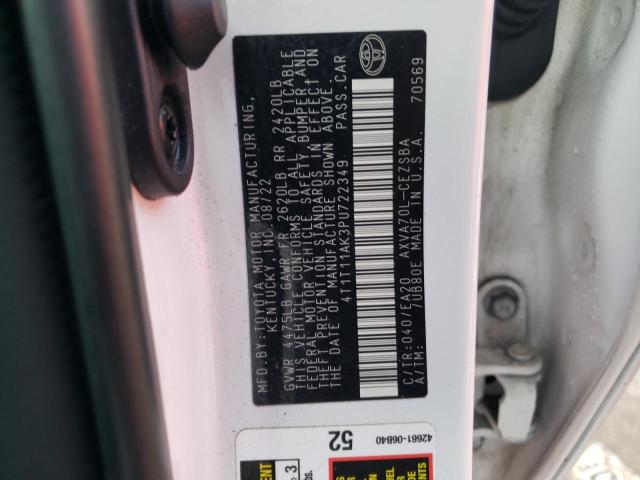 MFD.BY:TOYOTA MOTOR MANUFACTURING,
KENTUCKY, INC. 08/22
GVWR 4475LB GAWR FR 2620LB RR 2420LB
THIS VEHICLE CONFORMS TO ALL APPLICABLE
FEDERAL MOTOR VEHICLE SAFETY, BUMPER AND
THEFT PREVENTION STANDARDS IN EFFECT ON
THE DATE OF MANUFACTURE SHOWN ABOVE.
4T1T11AK3PU722349 PASS.CAR
C/TR:040/EA20 AXVA70L-CEZSBA
A/TM: 70B80E MADE IN U.S.A. 70569
52
42661-06B40
3